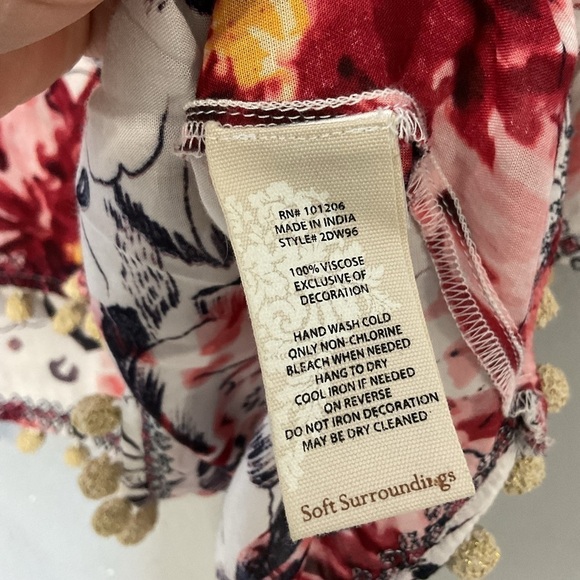 RN# 101206
MADE IN INDIA
STYLE# 2DW96
100% VISCOSE
EXCLUSIVE OF
DECORATION
HAND WASH COLD
ONLY NON-CHLORINE
BLEACH WHEN NEEDED
HANG TO DRY
COOL IRON IF NEEDED
ON REVERSE
DO NOT IRON DECORATION
MAY BE DRY CLEANED
Soft Surroundings